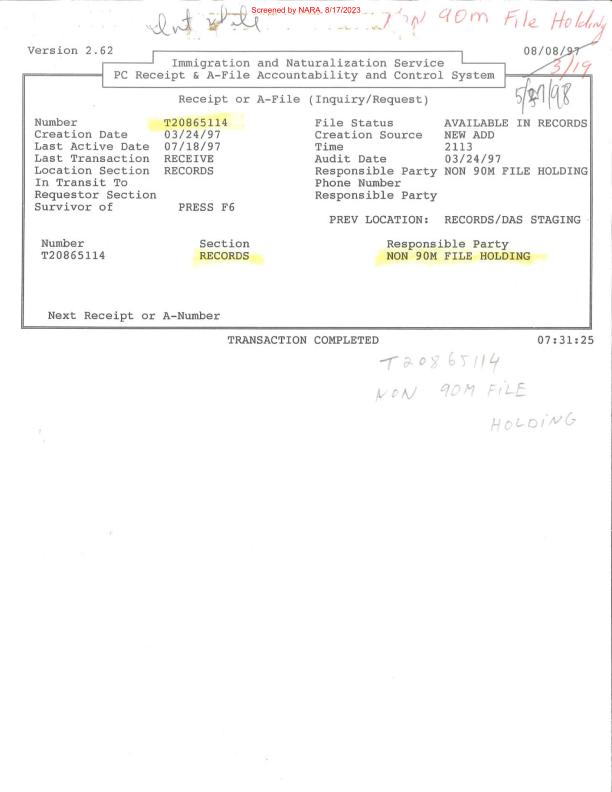 Screened by NARA, 8/17/2023
90m File Holding
Version 2.62 08/08/97
3/19
Immigration and Naturalization Service
PC Receipt & A-File Accountability and Control System
Receipt or A-File (Inquiry/Request)
Number T20865114 File Status AVAILABLE IN RECORDS
Creation Date 03/24/97 Creation Source NEW ADD
Last Active Date 07/18/97 Time 2113
Last Transaction RECEIVE Audit Date 03/24/97
Location Section RECORDS Responsible Party NON 90M FILE HOLDING
In Transit To Phone Number
Requestor Section Responsible Party
Survivor of PRESS F6
PREV LOCATION: RECORDS/DAS STAGING
Number Section Responsible Party
T20865114 RECORDS NON 90M FILE HOLDING
Next Receipt or A-Number
TRANSACTION COMPLETED 07:31:25
T20865114
NON 90M FILE
HOLDING